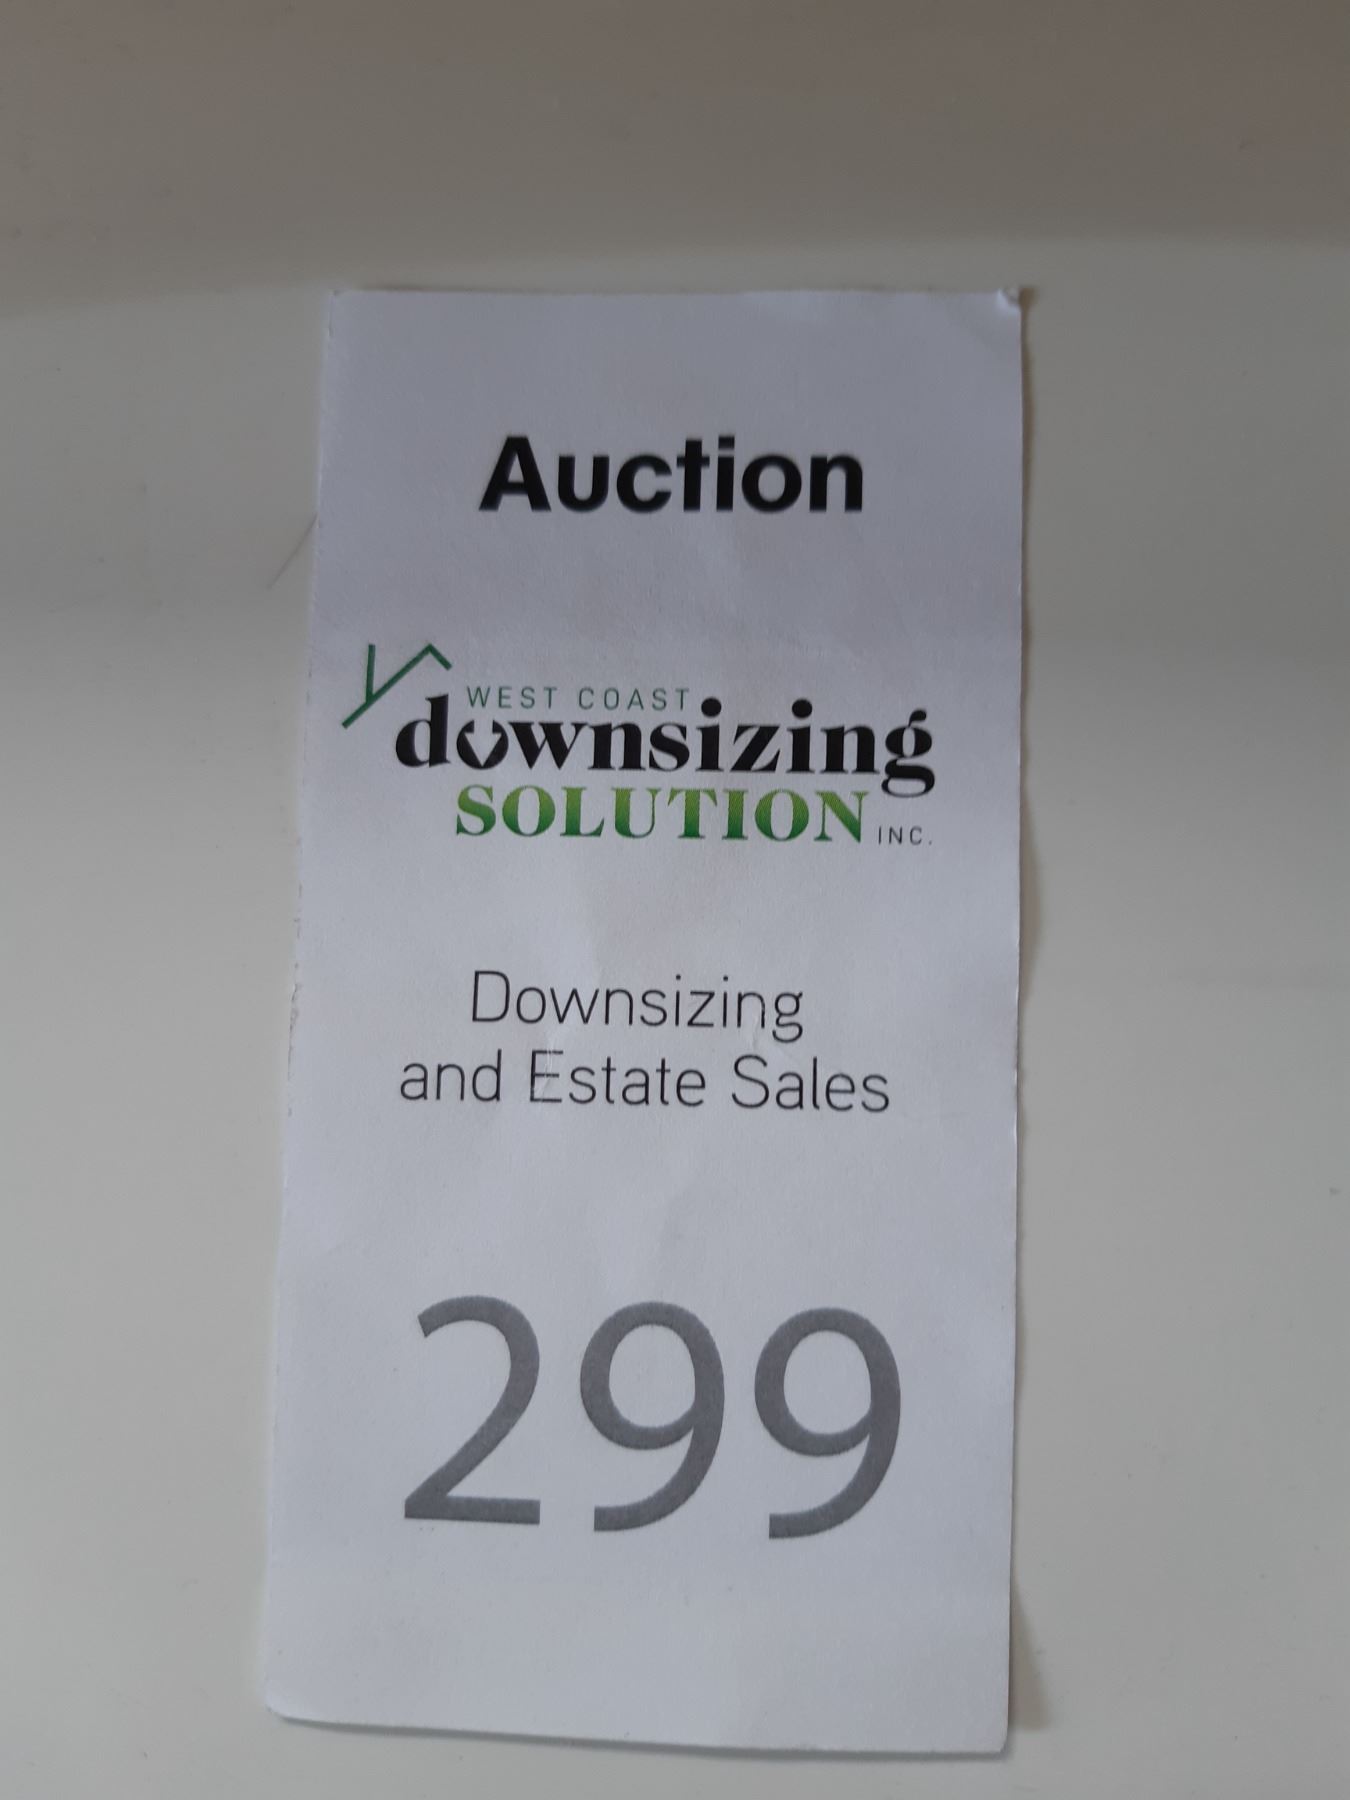 Auction
WEST COAST
downsizing
SOLUTION INC.
Downsizing
and Estate Sales
299